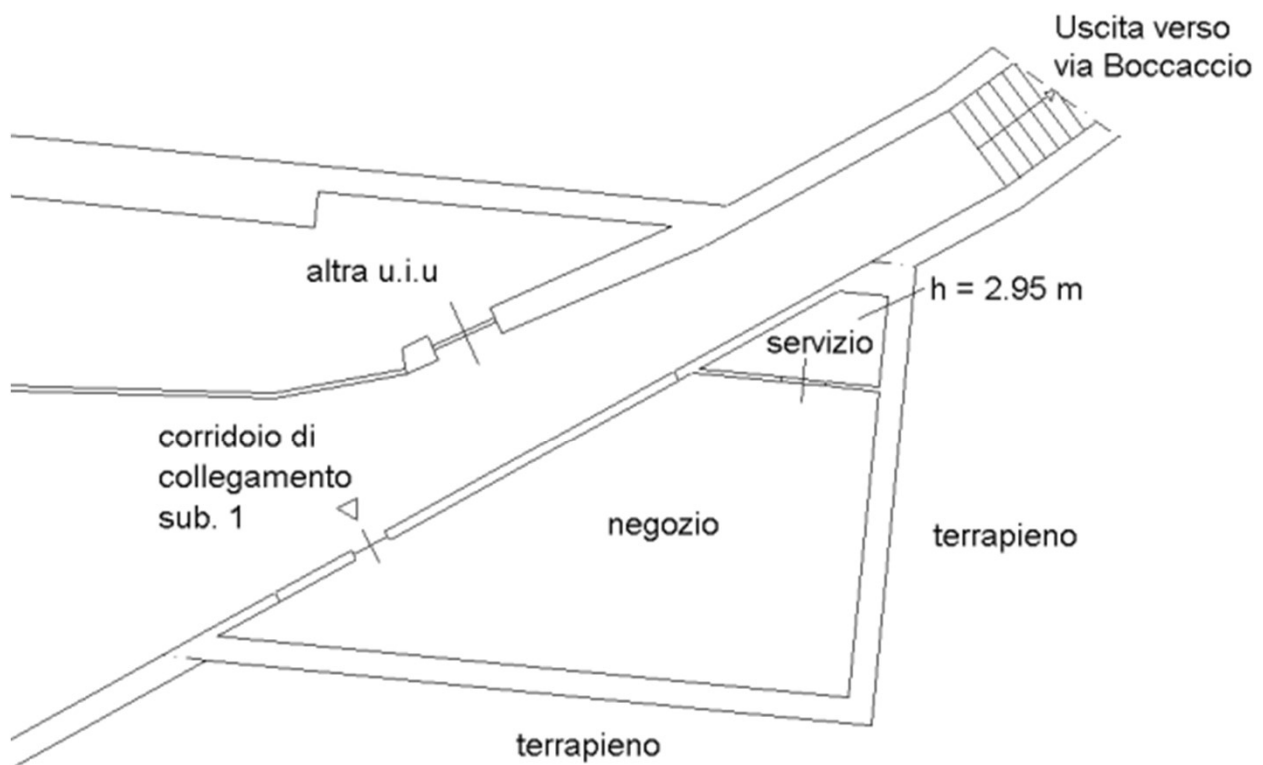 Uscita verso
via Boccaccio
altra u.i.u
h = 2.95 m
servizio
corridoio di
collegamento
sub. 1
negozio
terrapieno
terrapieno